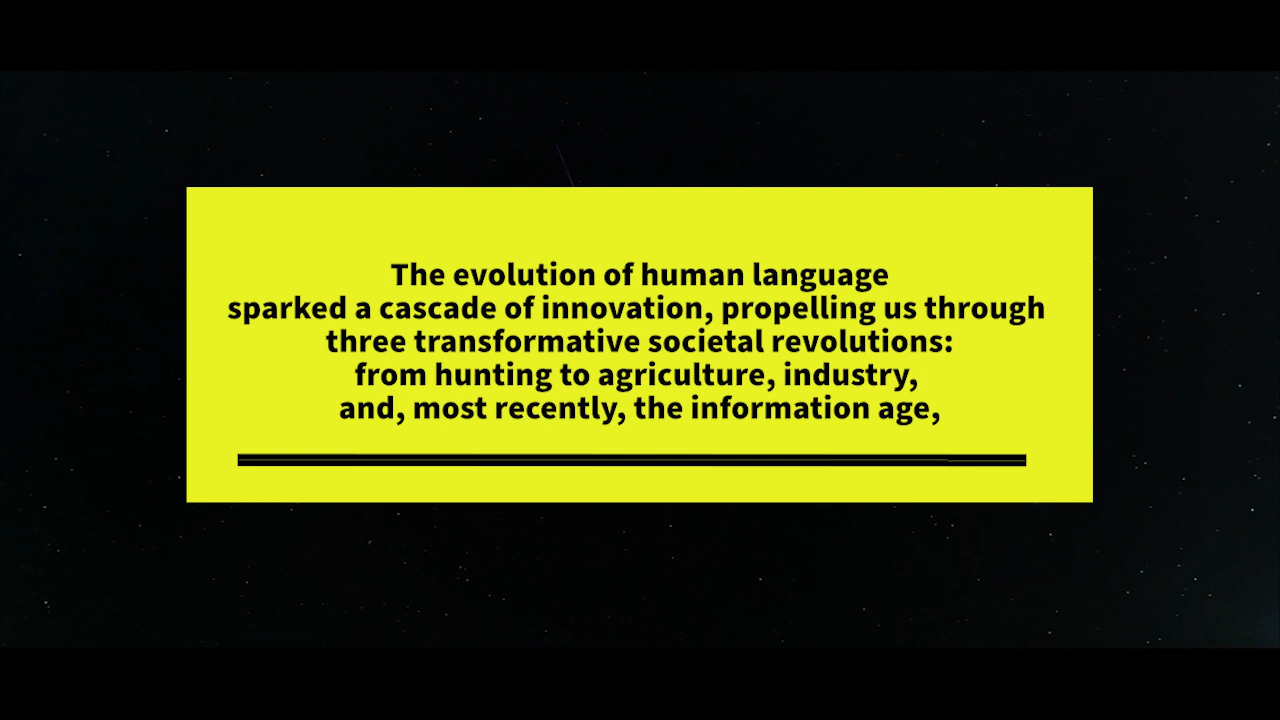 The evolution of human language
sparked a cascade of innovation, propelling us through
three transformative societal revolutions:
from hunting to agriculture, industry,
and, most recently, the information age,